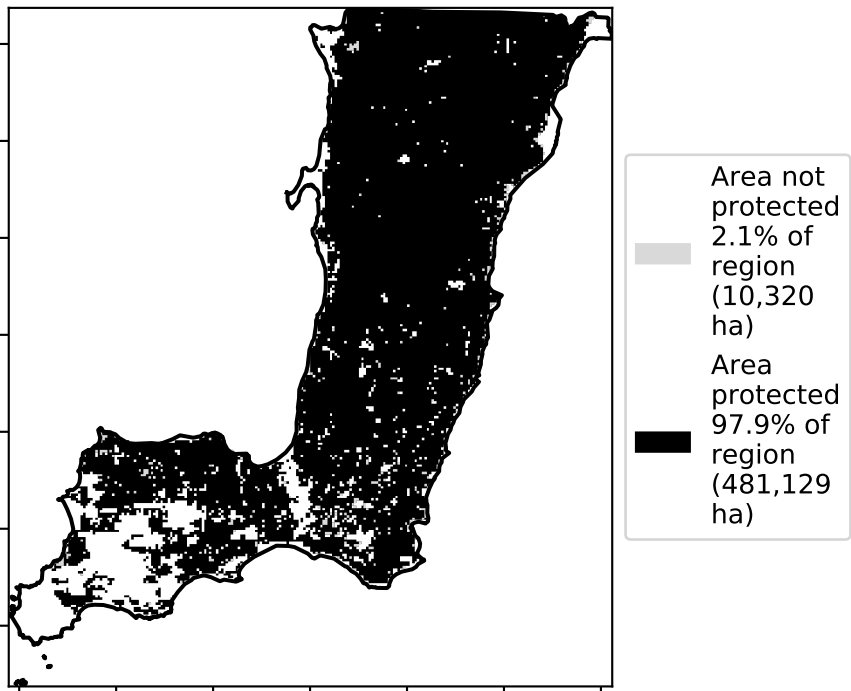 Area not
protected
2.1% of
region
(10,320
ha)
Area
protected
97.9% of
region
(481,129
ha)